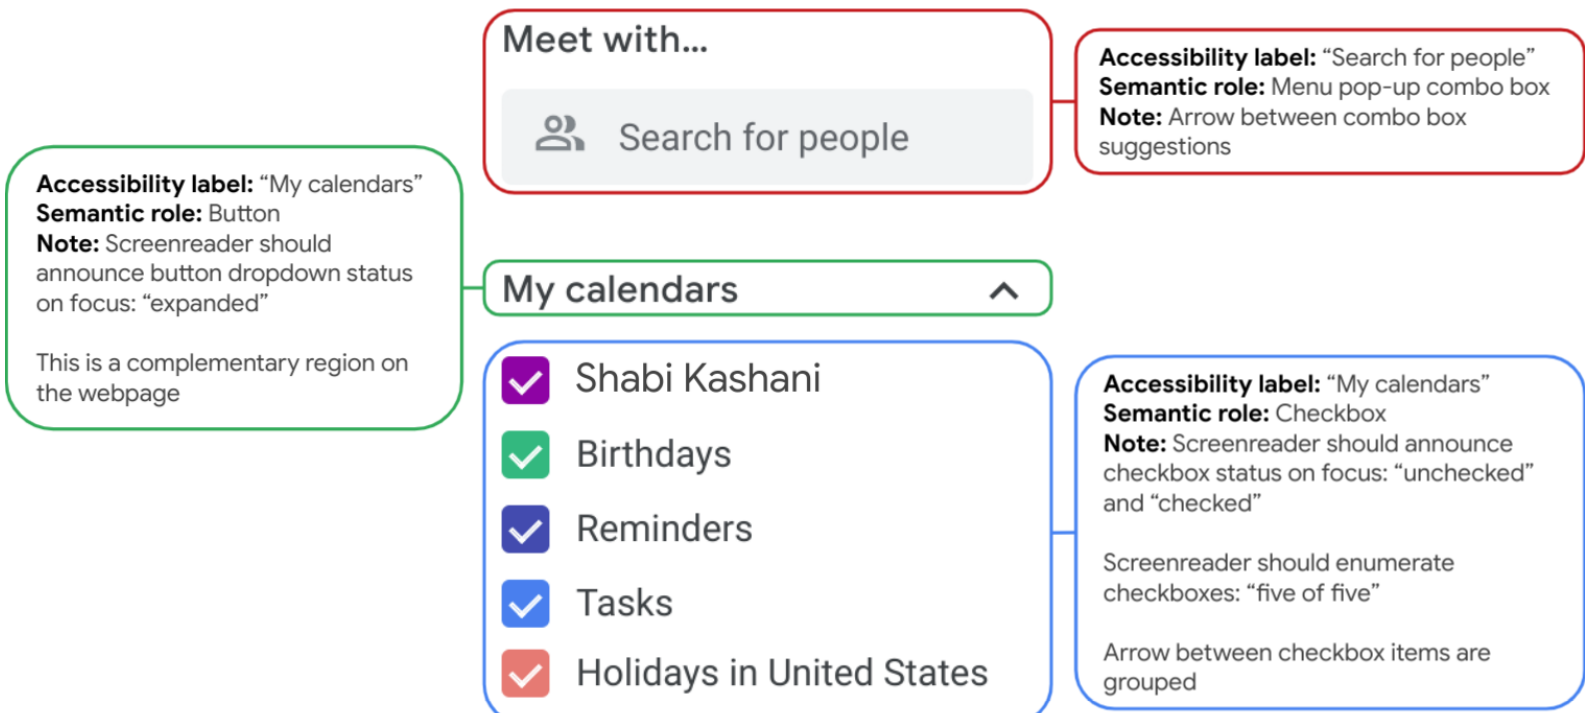 Meet with...
Search for people
Accessibility label: “Search for people”
Semantic role: Menu pop-up combo box
Note: Arrow between combo box
suggestions
Accessibility label: “My calendars”
Semantic role: Button
Note: Screenreader should
announce button dropdown status
on focus: “expanded”
This is a complementary region on
the webpage
My calendars
Shabi Kashani
Birthdays
Reminders
Tasks
Holidays in United States
Accessibility label: “My calendars”
Semantic role: Checkbox
Note: Screenreader should announce
checkbox status on focus: “unchecked”
and “checked”
Screenreader should enumerate
checkboxes: “five of five”
Arrow between checkbox items are
grouped